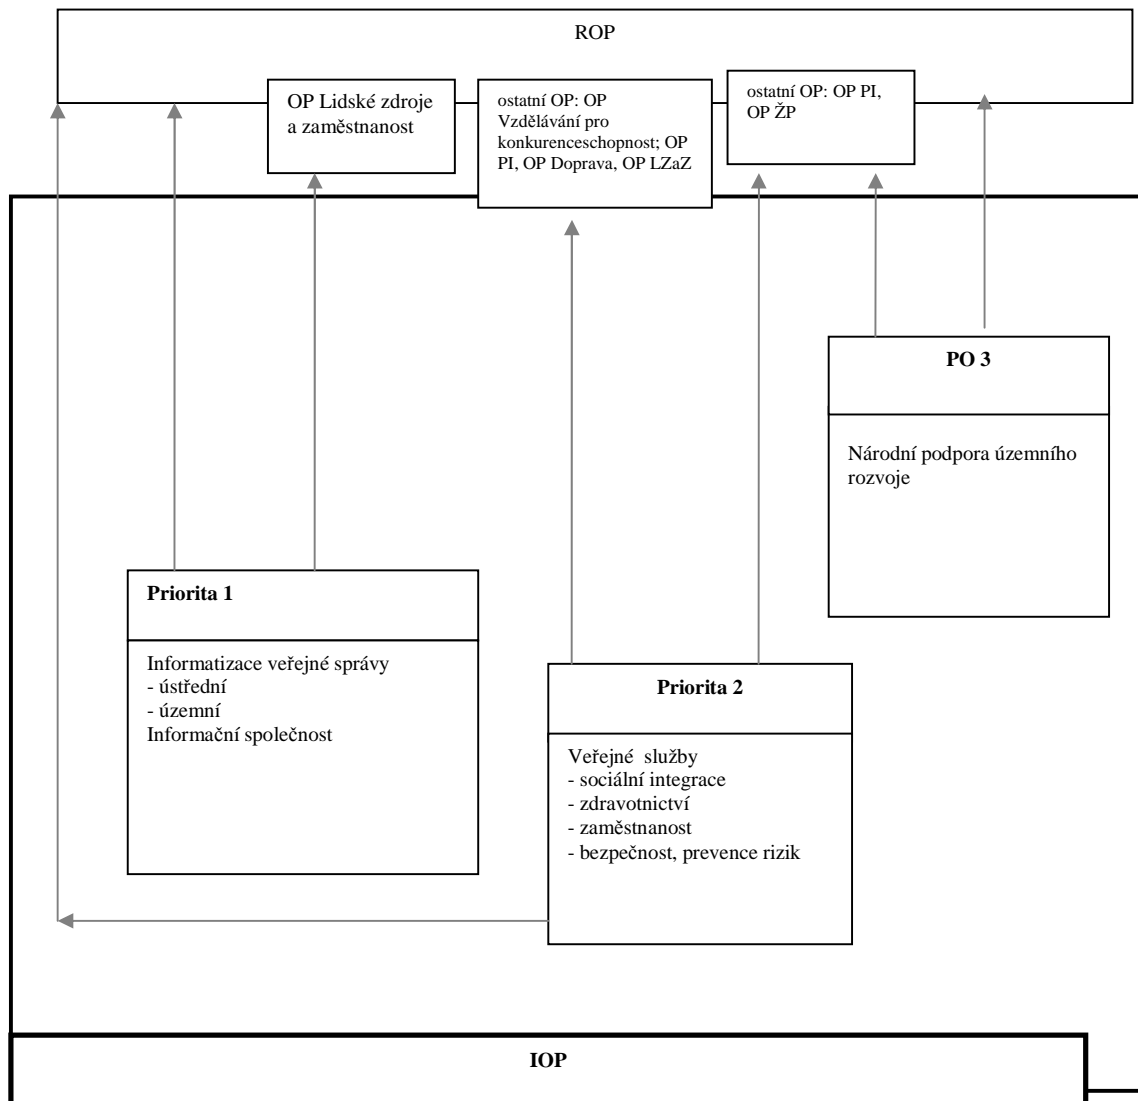 ROP
OP Lidské zdroje
a zaměstnanost
ostatní OP: OP
Vzdělávání pro
konkurenceschopnost; OP
PI, OP Doprava, OP LZaZ
ostatní OP: OP PI,
OP ŽP
PO 3
Národní podpora územního
rozvoje
Priorita 1
Informatizace veřejné správy
- ústřední
- územní
Informační společnost
Priorita 2
Veřejné  služby
- sociální integrace
- zdravotnictví
- zaměstnanost
- bezpečnost, prevence rizik
IOP